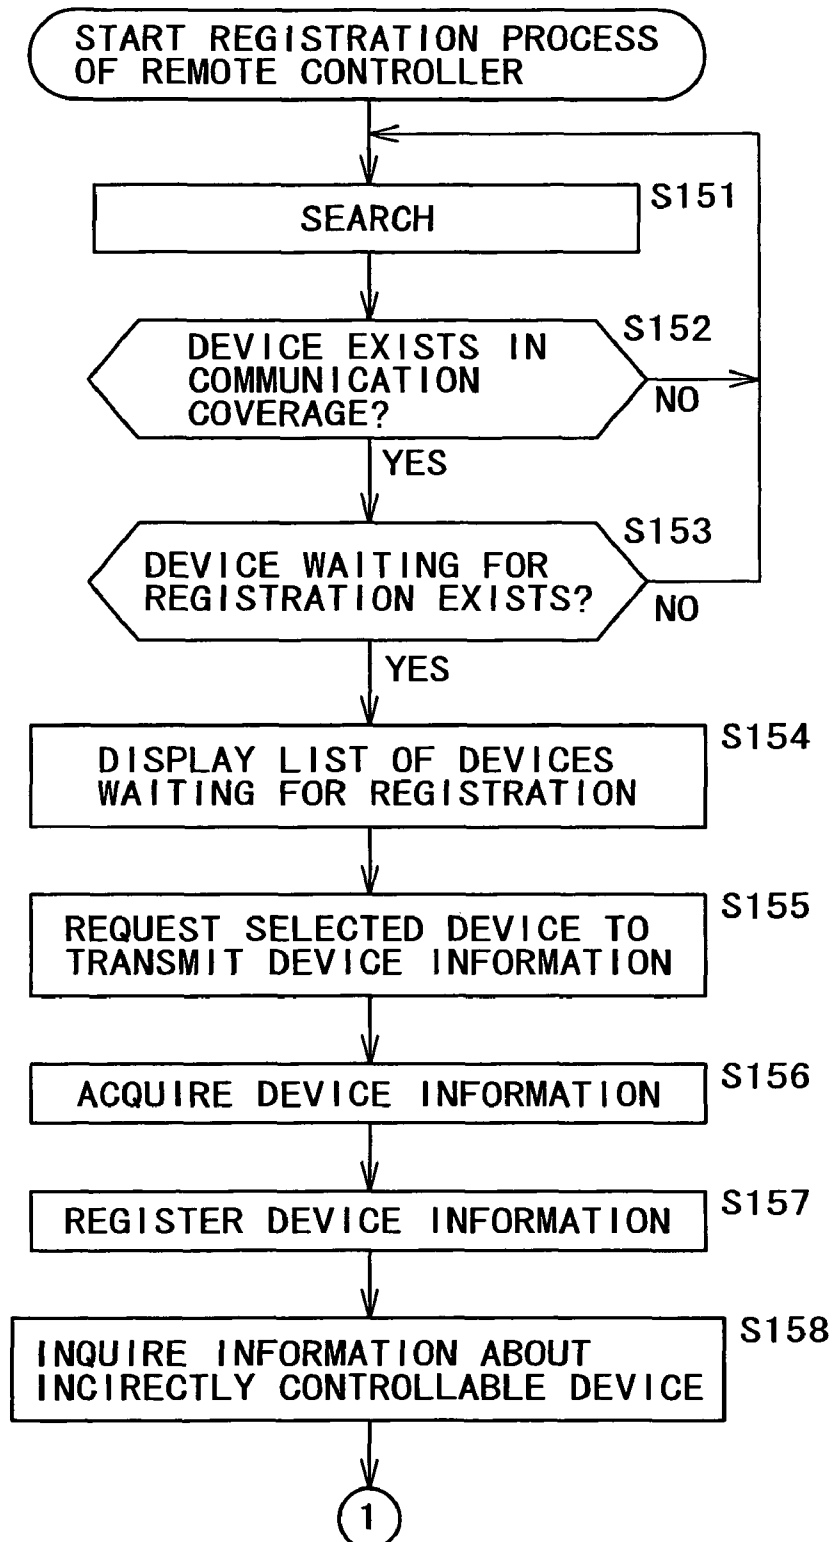 START REGISTRATION PROCESS
OF REMOTE CONTROLLER
S151
SEARCH
S152
DEVICE EXISTS IN
COMMUNICATION
COVERAGE?
NO
YES
S153
DEVICE WAITING FOR
REGISTRATION EXISTS?
NO
YES
S154
DISPLAY LIST OF DEVICES
WAITING FOR REGISTRATION
S155
REQUEST SELECTED DEVICE TO
TRANSMIT DEVICE INFORMATION
S156
ACQUIRE DEVICE INFORMATION
S157
REGISTER DEVICE INFORMATION
S158
INQUIRE INFORMATION ABOUT
INCIRECTLY CONTROLLABLE DEVICE
1